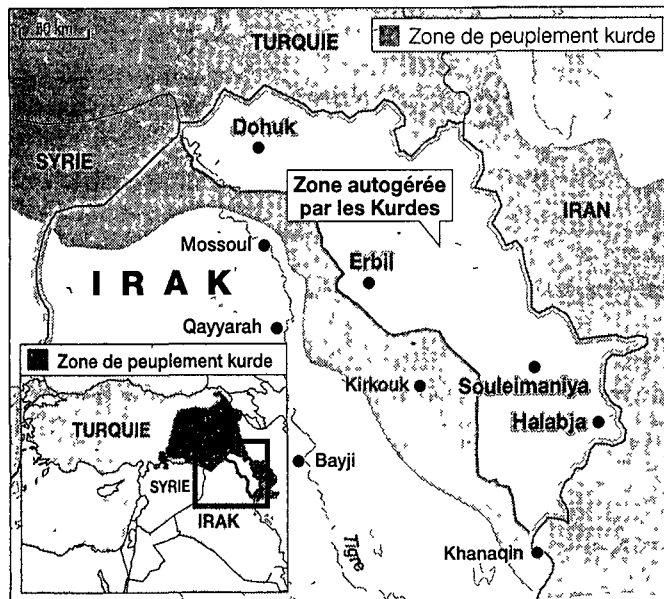 80 km
TURQUIE
Zone de peuplement kurde
Dohuk
SYRIE
Zone autogérée
par les Kurdes
IRAN
Mossoul
Erbil
IRAK
Qayyarah
Zone de peuplement kurde
Kirkouk
Souleimaniya
Halabja
TURQUIE
Bayji
SYRIE
IRAK
Tigre
Khanaqin